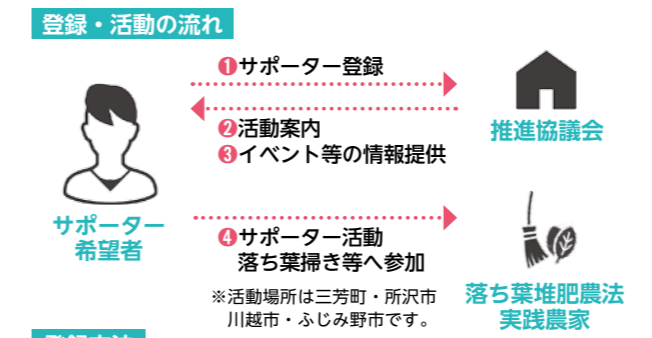 登録・活動の流れ
❶サポーター登録
❷活動案内
❸イベント等の情報提供
推進協議会
サポーター
希望者
❹サポーター活動
落ち葉掃き等へ参加
※活動場所は三芳町・所沢市
川越市・ふじみ野市です。
落ち葉堆肥農法
実践農家